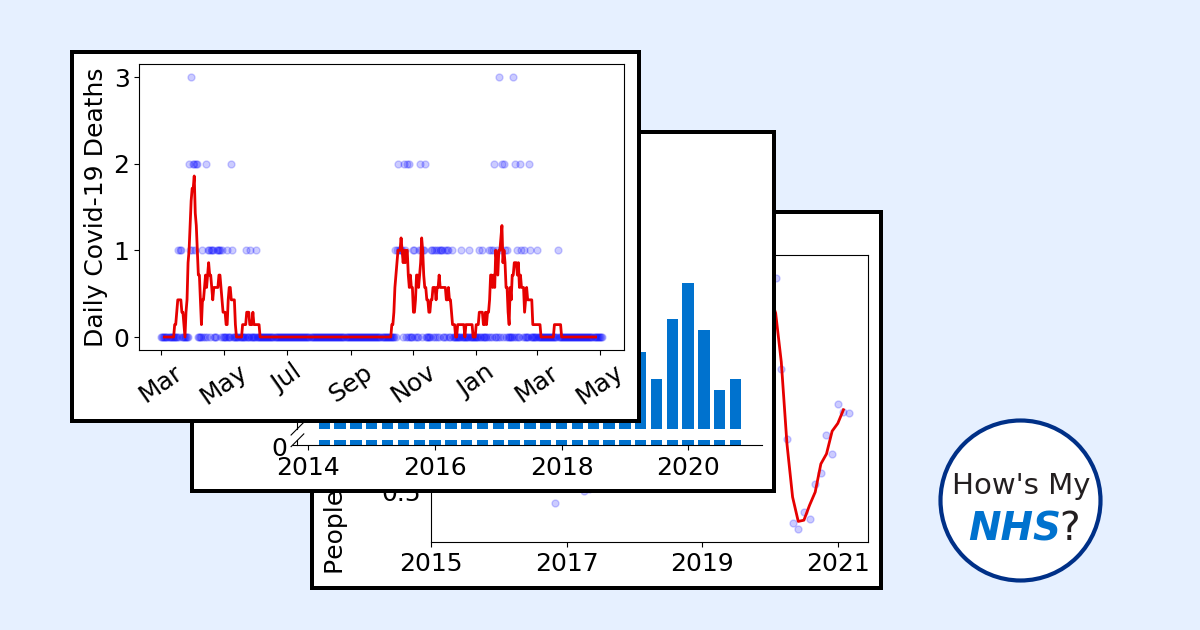 Daily Covid-19 Deaths
3
2
1
0
Mar May Jul Sep Nov Jan Mar May
0
2014 2016 2018 2020
People
0.5
2015 2017 2019 2021
How's My
NHS?